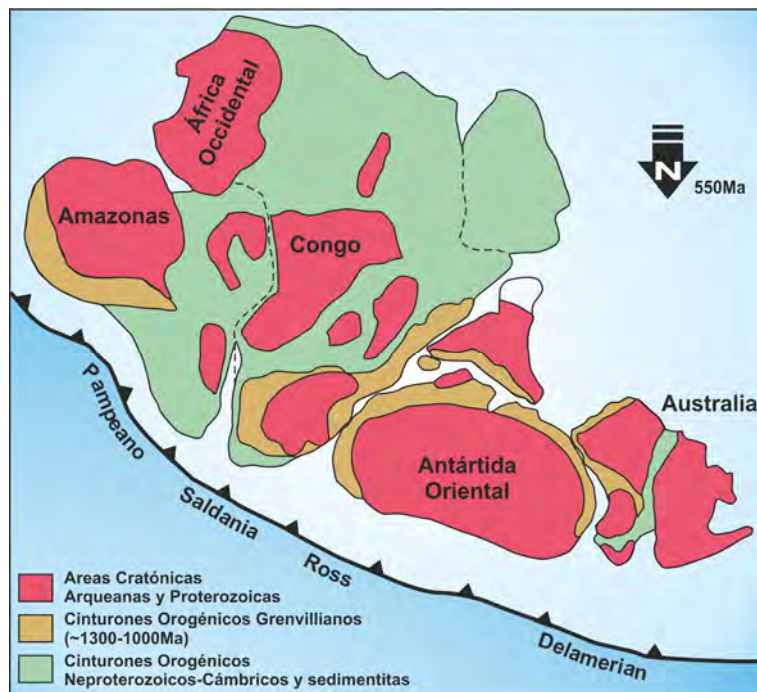 África
Occidental
Amazonas
Congo
N
550Ma
Australia
Antártida
Oriental
Pampeano
Saldania
Ross
Delamerian
Areas Cratónicas
Arqueanas y Proterozoicas
Cinturones Orogénicos Grenvillianos
(~1300-1000Ma)
Cinturones Orogénicos
Neproterozoicos-Cámbricos y sedimentitas